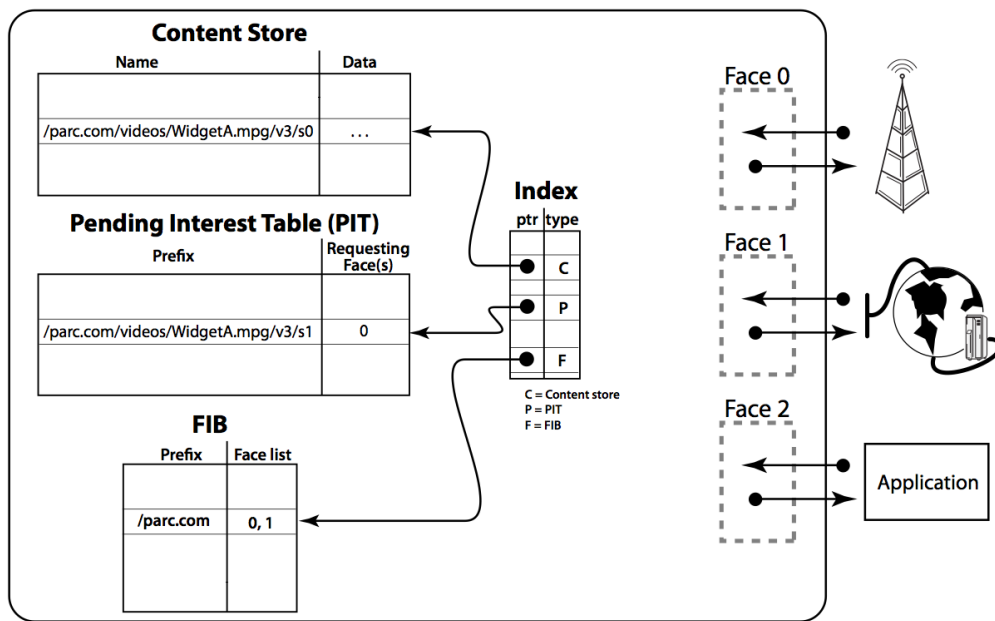 Content Store
Name Data
/parc.com/videos/WidgetA.mpg/v3/s0 ...
Pending Interest Table (PIT)
Prefix Requesting Face(s)
/parc.com/videos/WidgetA.mpg/v3/s1 0
FIB
Prefix Face list
/parc.com 0, 1
Index
ptr type
C
P
F
C = Content store
P = PIT
F = FIB
Face 0
Face 1
Face 2
Application